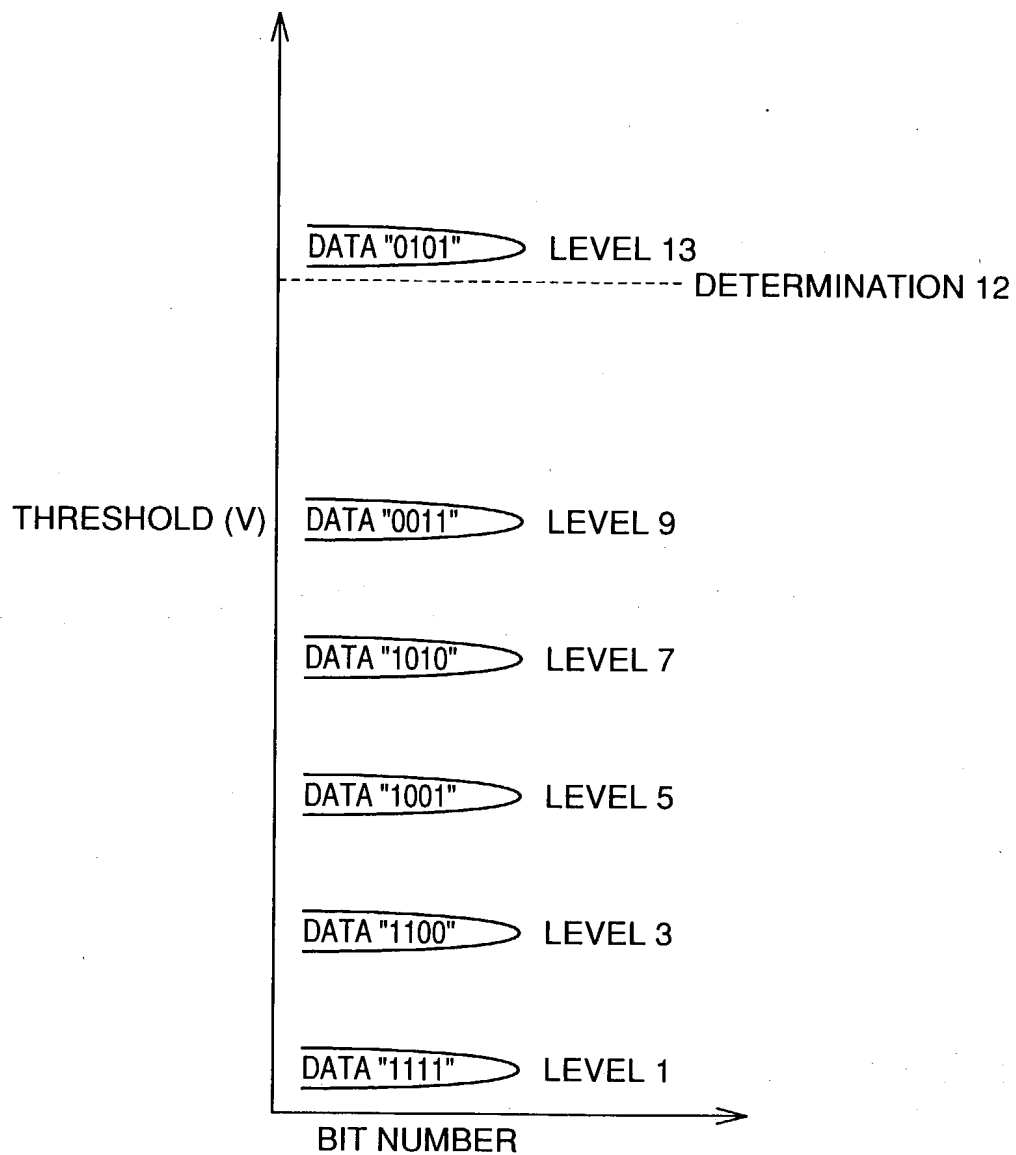 DATA "0101" LEVEL 13
DETERMINATION 12
THRESHOLD (V)
DATA "0011" LEVEL 9
DATA "1010" LEVEL 7
DATA "1001" LEVEL 5
DATA "1100" LEVEL 3
DATA "1111" LEVEL 1
BIT NUMBER